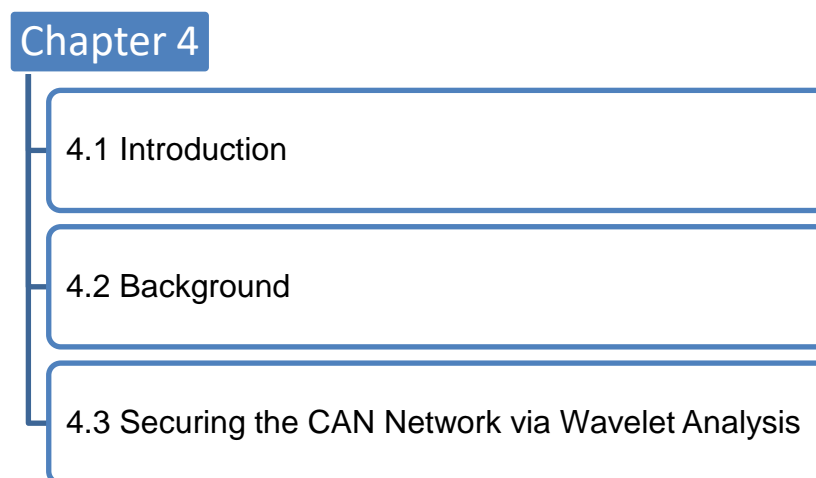 Chapter 4
4.1 Introduction
4.2 Background
4.3 Securing the CAN Network via Wavelet Analysis